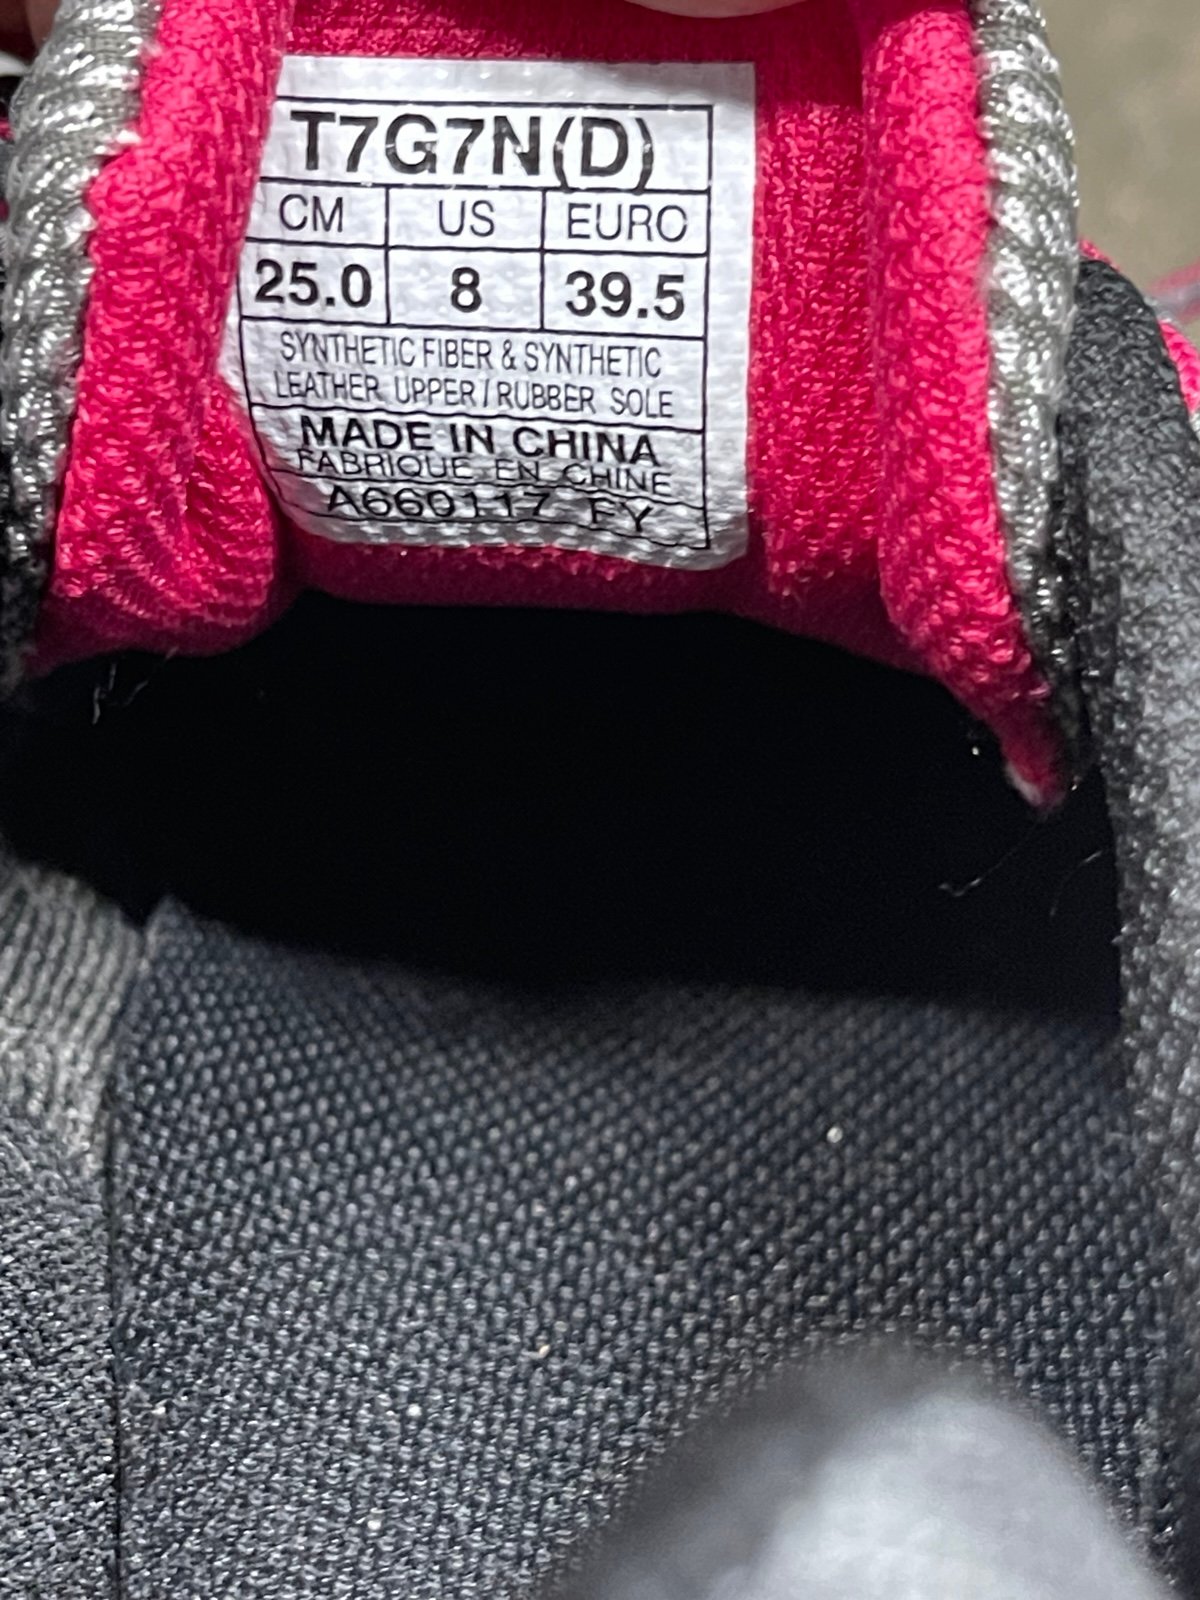 T7G7N(D)
CM US EURO
25.0 8 39.5
SYNTHETIC FIBER & SYNTHETIC
LEATHER UPPER / RUBBER SOLE
MADE IN CHINA
FABRIQUE EN CHINE
A660117 FY